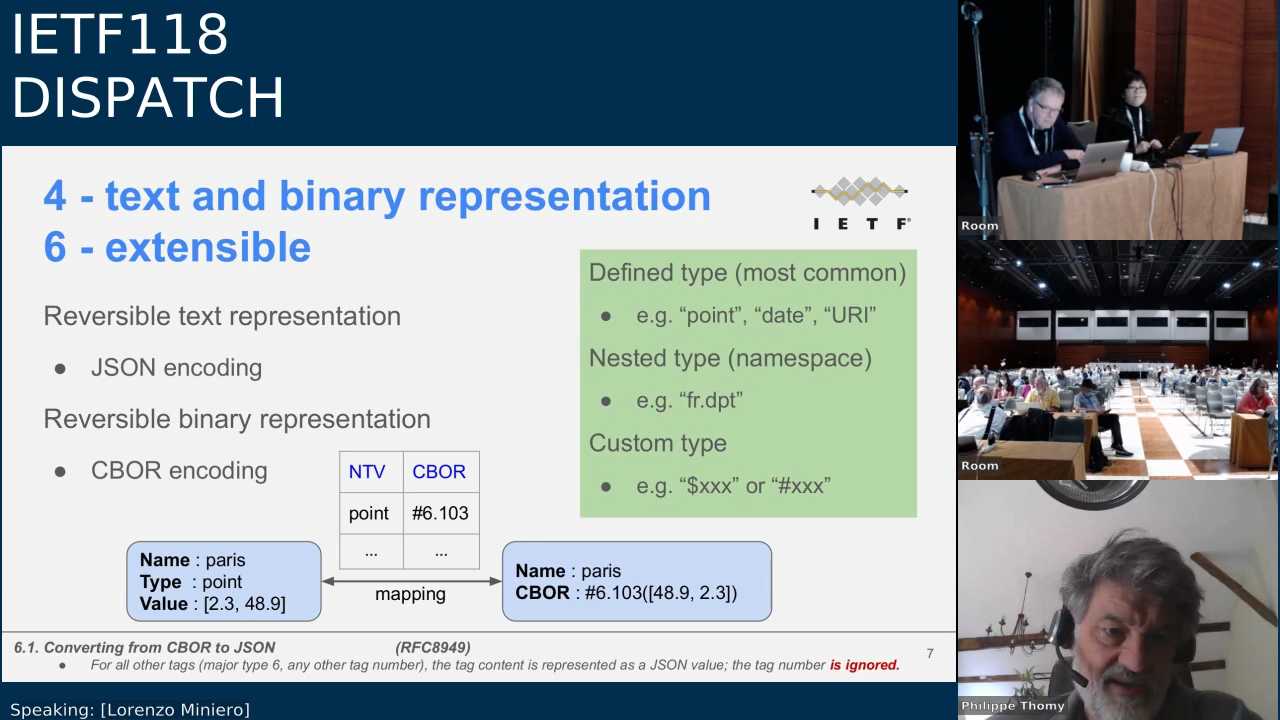 IETF118
DISPATCH
4 - text and binary representation
6 - extensible
I E T F®
Reversible text representation
● JSON encoding
Reversible binary representation
● CBOR encoding
Defined type (most common)
● e.g. “point”, “date”, “URI”
Nested type (namespace)
● e.g. “fr.dpt”
Custom type
● e.g. “$xxx” or “#xxx”
NTV CBOR
point #6.103
... ...
Name : paris
Type : point
Value : [2.3, 48.9]
mapping
Name : paris
CBOR : #6.103([48.9, 2.3])
6.1. Converting from CBOR to JSON (RFC8949)
● For all other tags (major type 6, any other tag number), the tag content is represented as a JSON value; the tag number is ignored.
7
Speaking: [Lorenzo Miniero]
Room
Room
Philippe Thomy